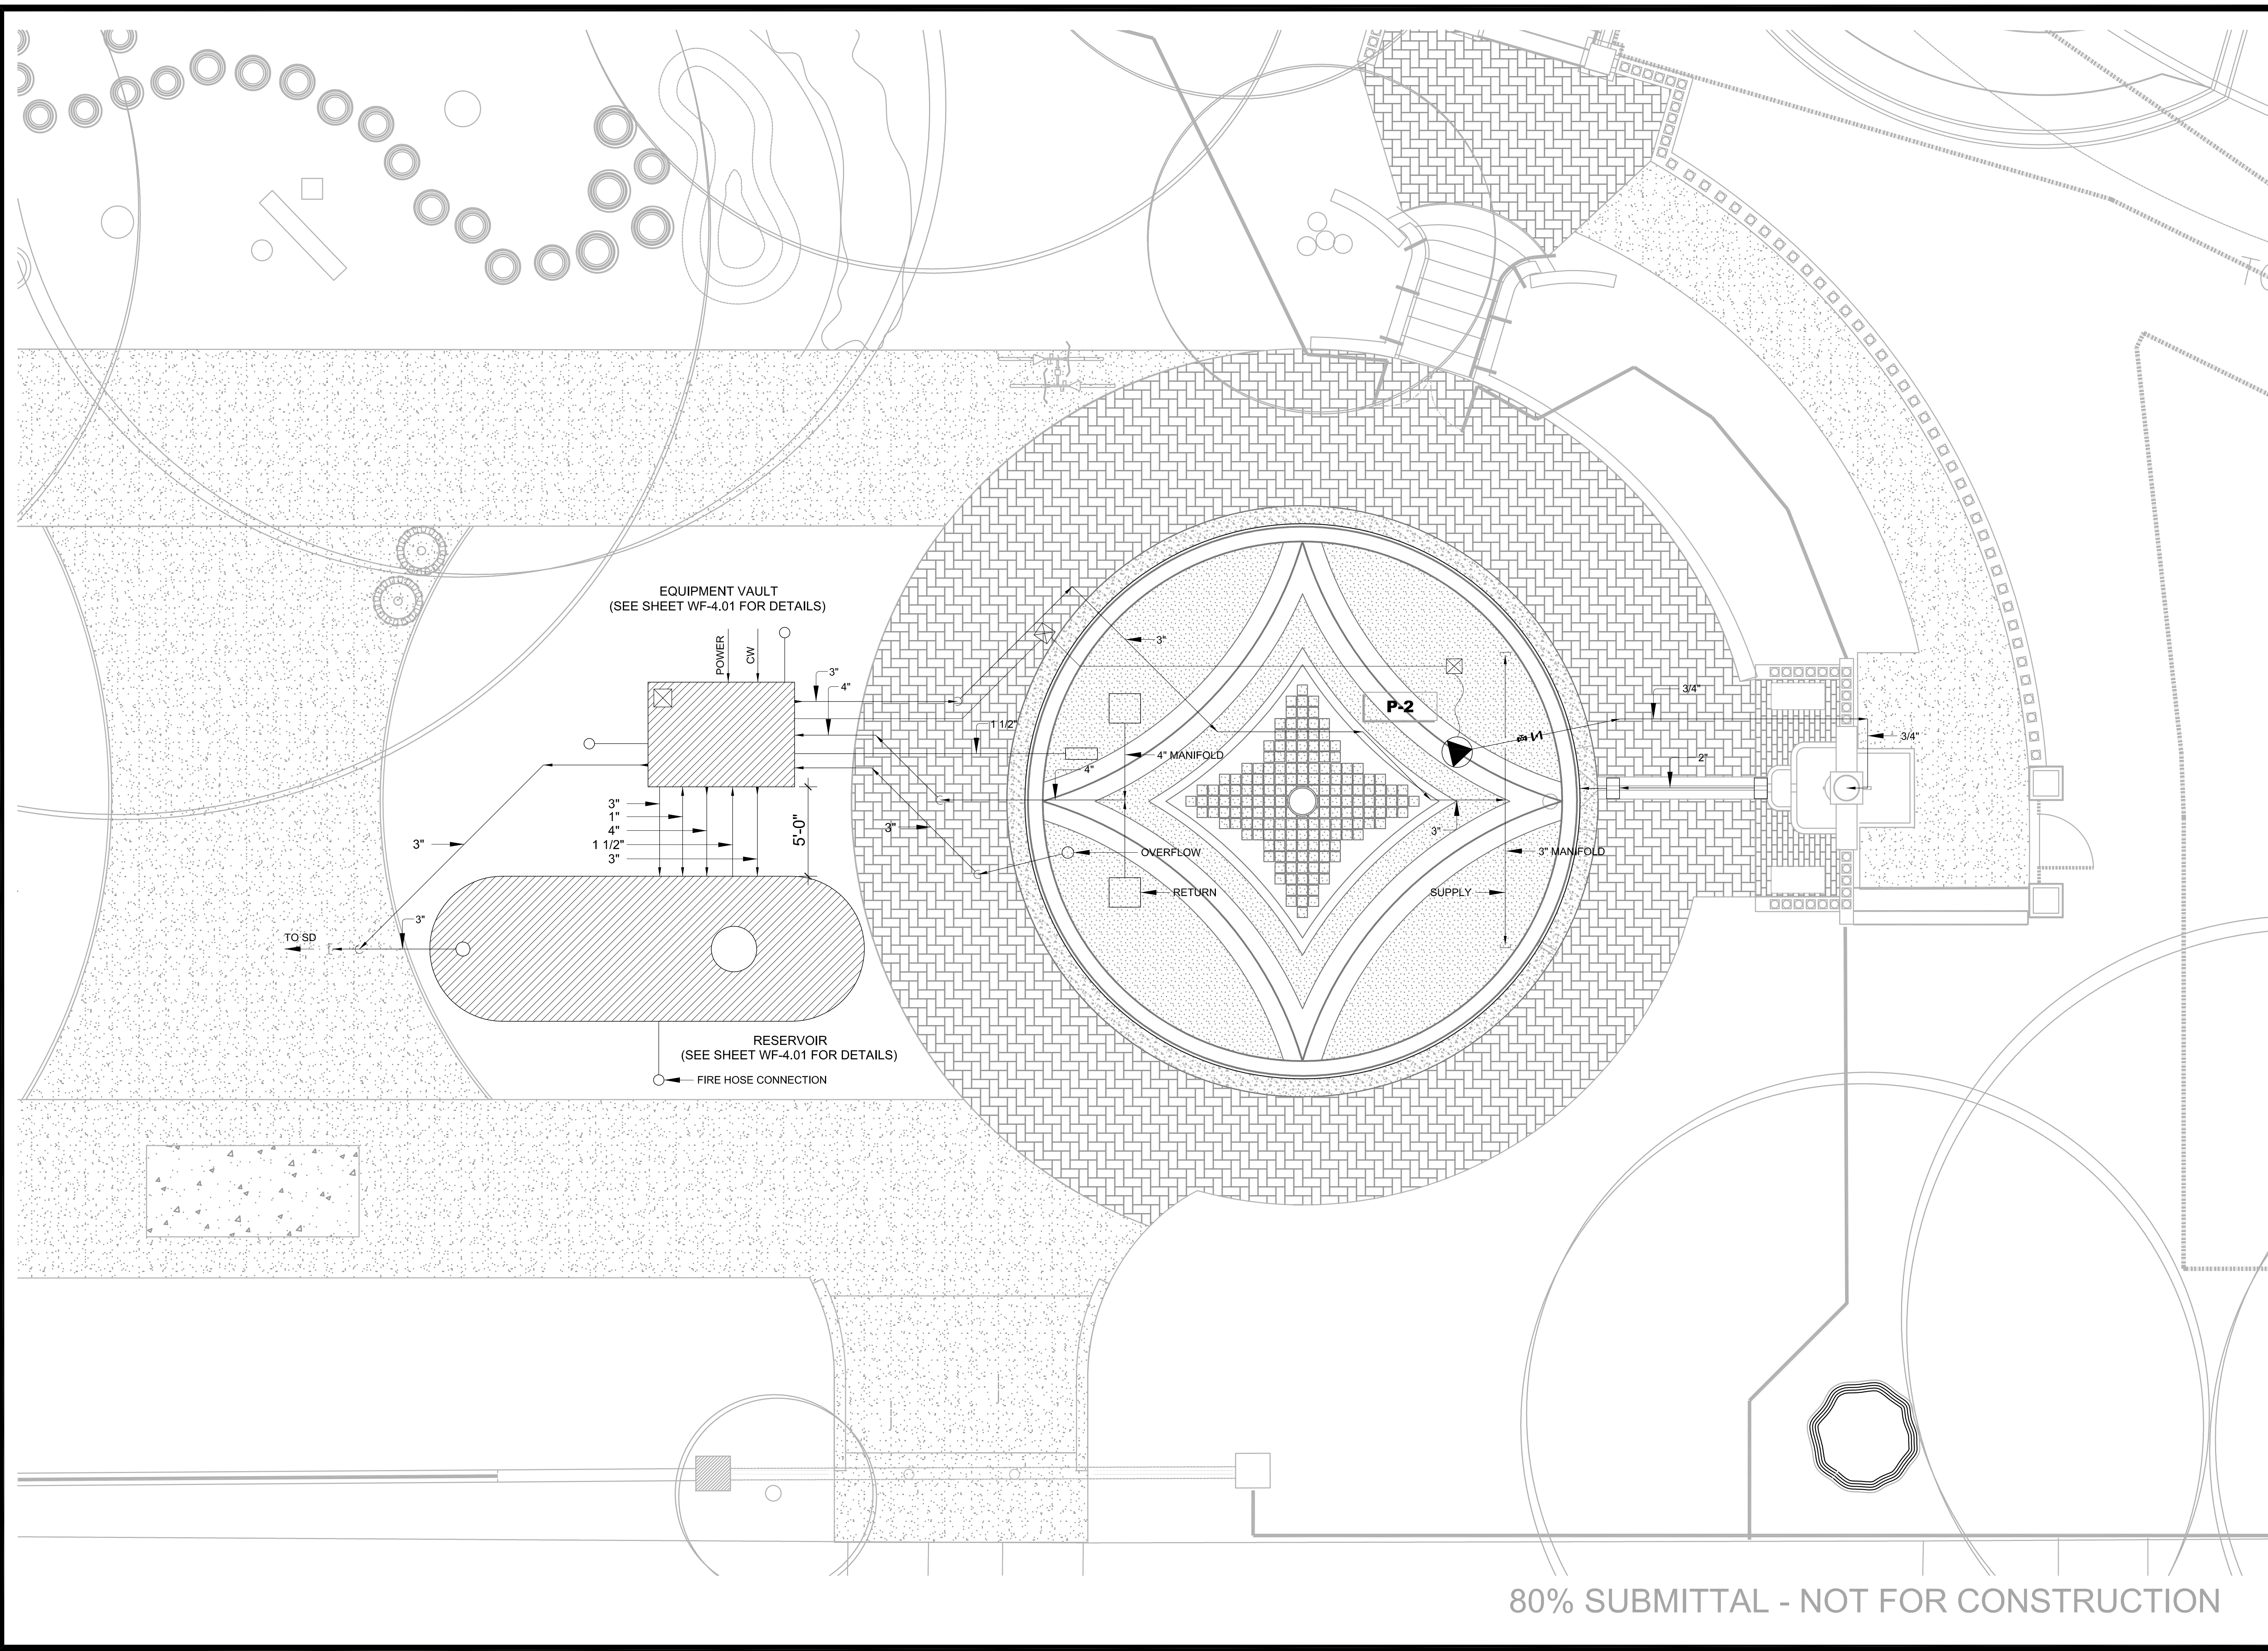 EQUIPMENT VAULT
(SEE SHEET WF-4.01 FOR DETAILS)
POWER
CW
3"
4"
1 1/2"
3"
4" MANIFOLD
4"
P-2
3/4"
3/4"
2"
3"
1"
4"
1 1/2"
3"
5'-0"
3"
3"
3"
OVERFLOW
RETURN
3"
3" MANIFOLD
SUPPLY
TO SD
3"
RESERVOIR
(SEE SHEET WF-4.01 FOR DETAILS)
FIRE HOSE CONNECTION
80% SUBMITTAL - NOT FOR CONSTRUCTION